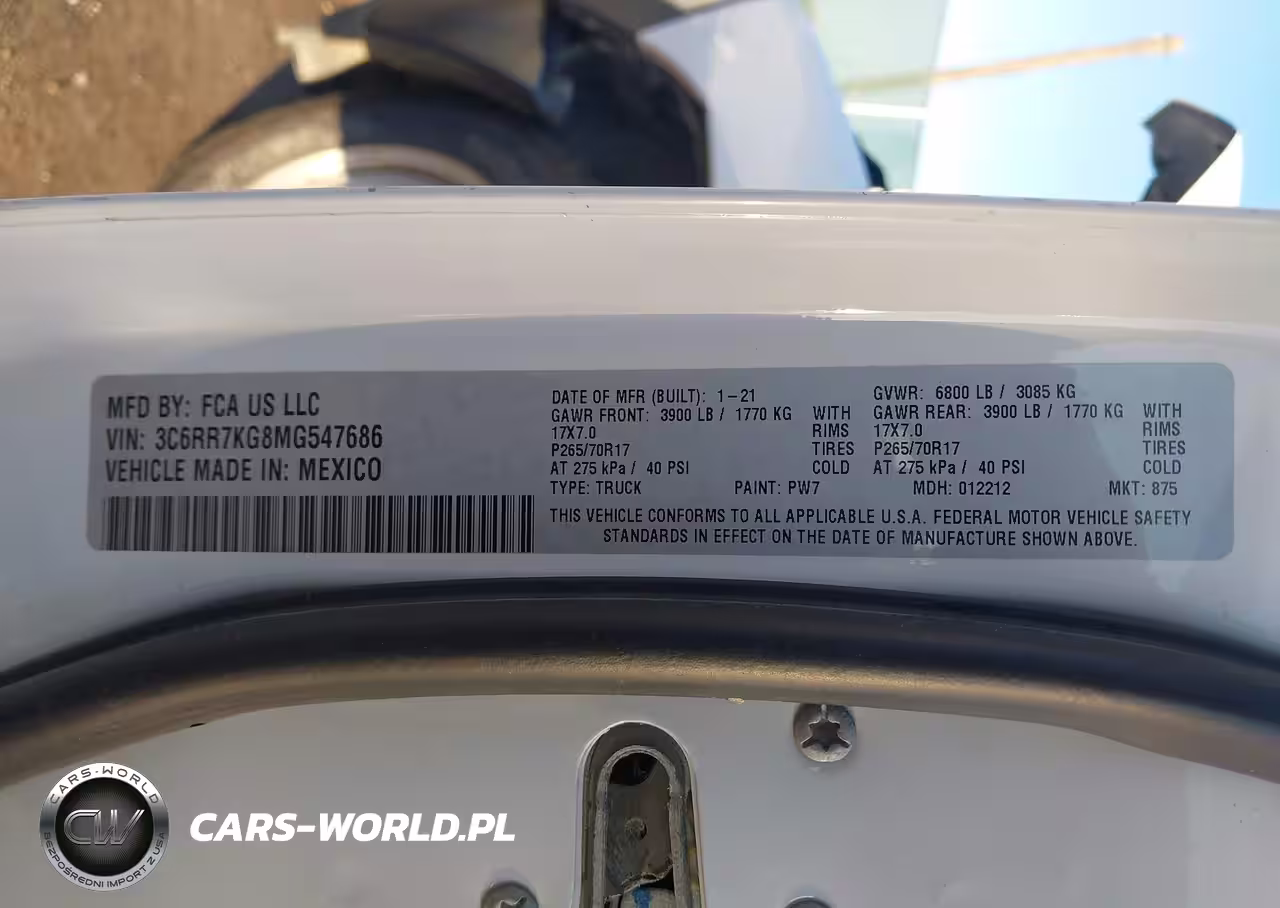 MFD BY: FCA US LLC
VIN: 3C6RR7KG8MG547686
VEHICLE MADE IN: MEXICO
DATE OF MFR (BUILT): 1-21
GAWR FRONT: 3900 LB / 1770 KG WITH
17X7.0 RIMS
P265/70R17 TIRES
AT 275 kPa / 40 PSI COLD
GVWR: 6800 LB / 3085 KG
GAWR REAR: 3900 LB / 1770 KG WITH
17X7.0 RIMS
P265/70R17 TIRES
AT 275 kPa / 40 PSI COLD
TYPE: TRUCK PAINT: PW7 MDH: 012212 MKT: 875
THIS VEHICLE CONFORMS TO ALL APPLICABLE U.S.A. FEDERAL MOTOR VEHICLE SAFETY
STANDARDS IN EFFECT ON THE DATE OF MANUFACTURE SHOWN ABOVE.
CARS-WORLD
CW
BEZPOŚREDNI IMPORT Z USA
CARS-WORLD.PL